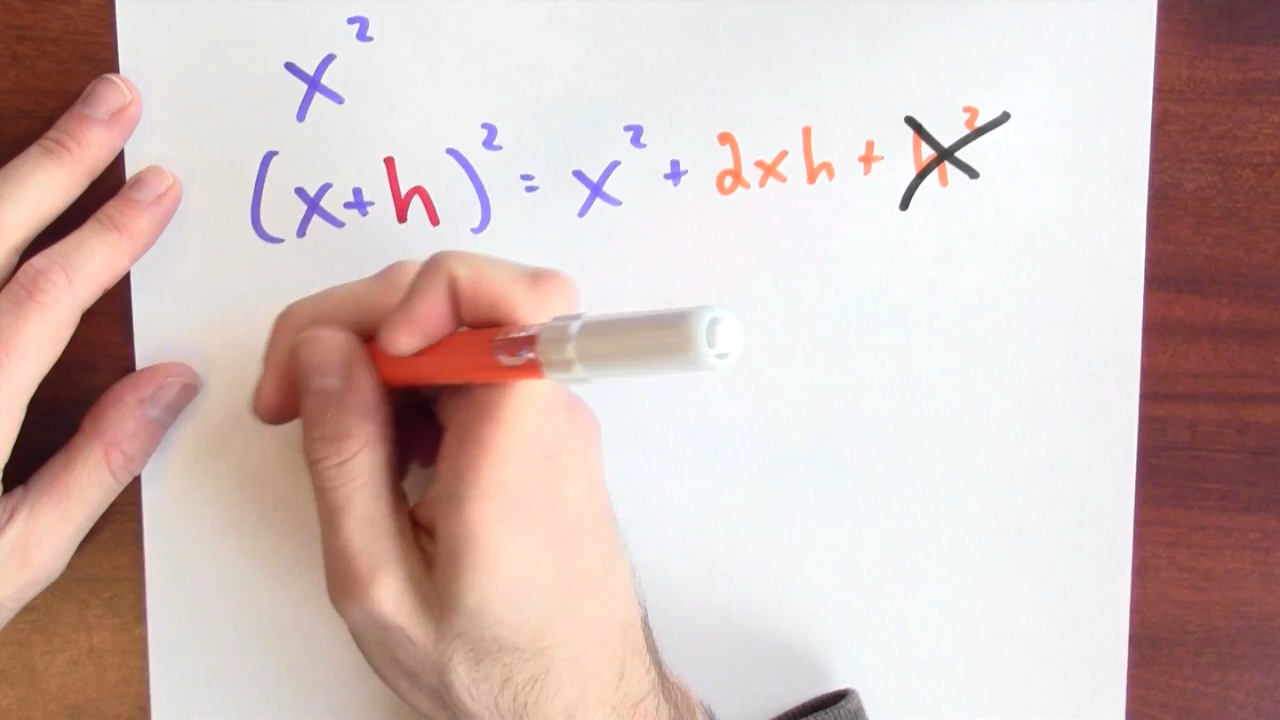 x²
(x+h)² = x² + 2xh + h²